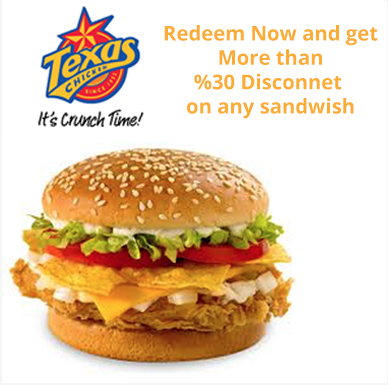 Texas
CHICKEN
SINCE 1952
It's Crunch Time!
Redeem Now and get
More than
%30 Disconnet
on any sandwish